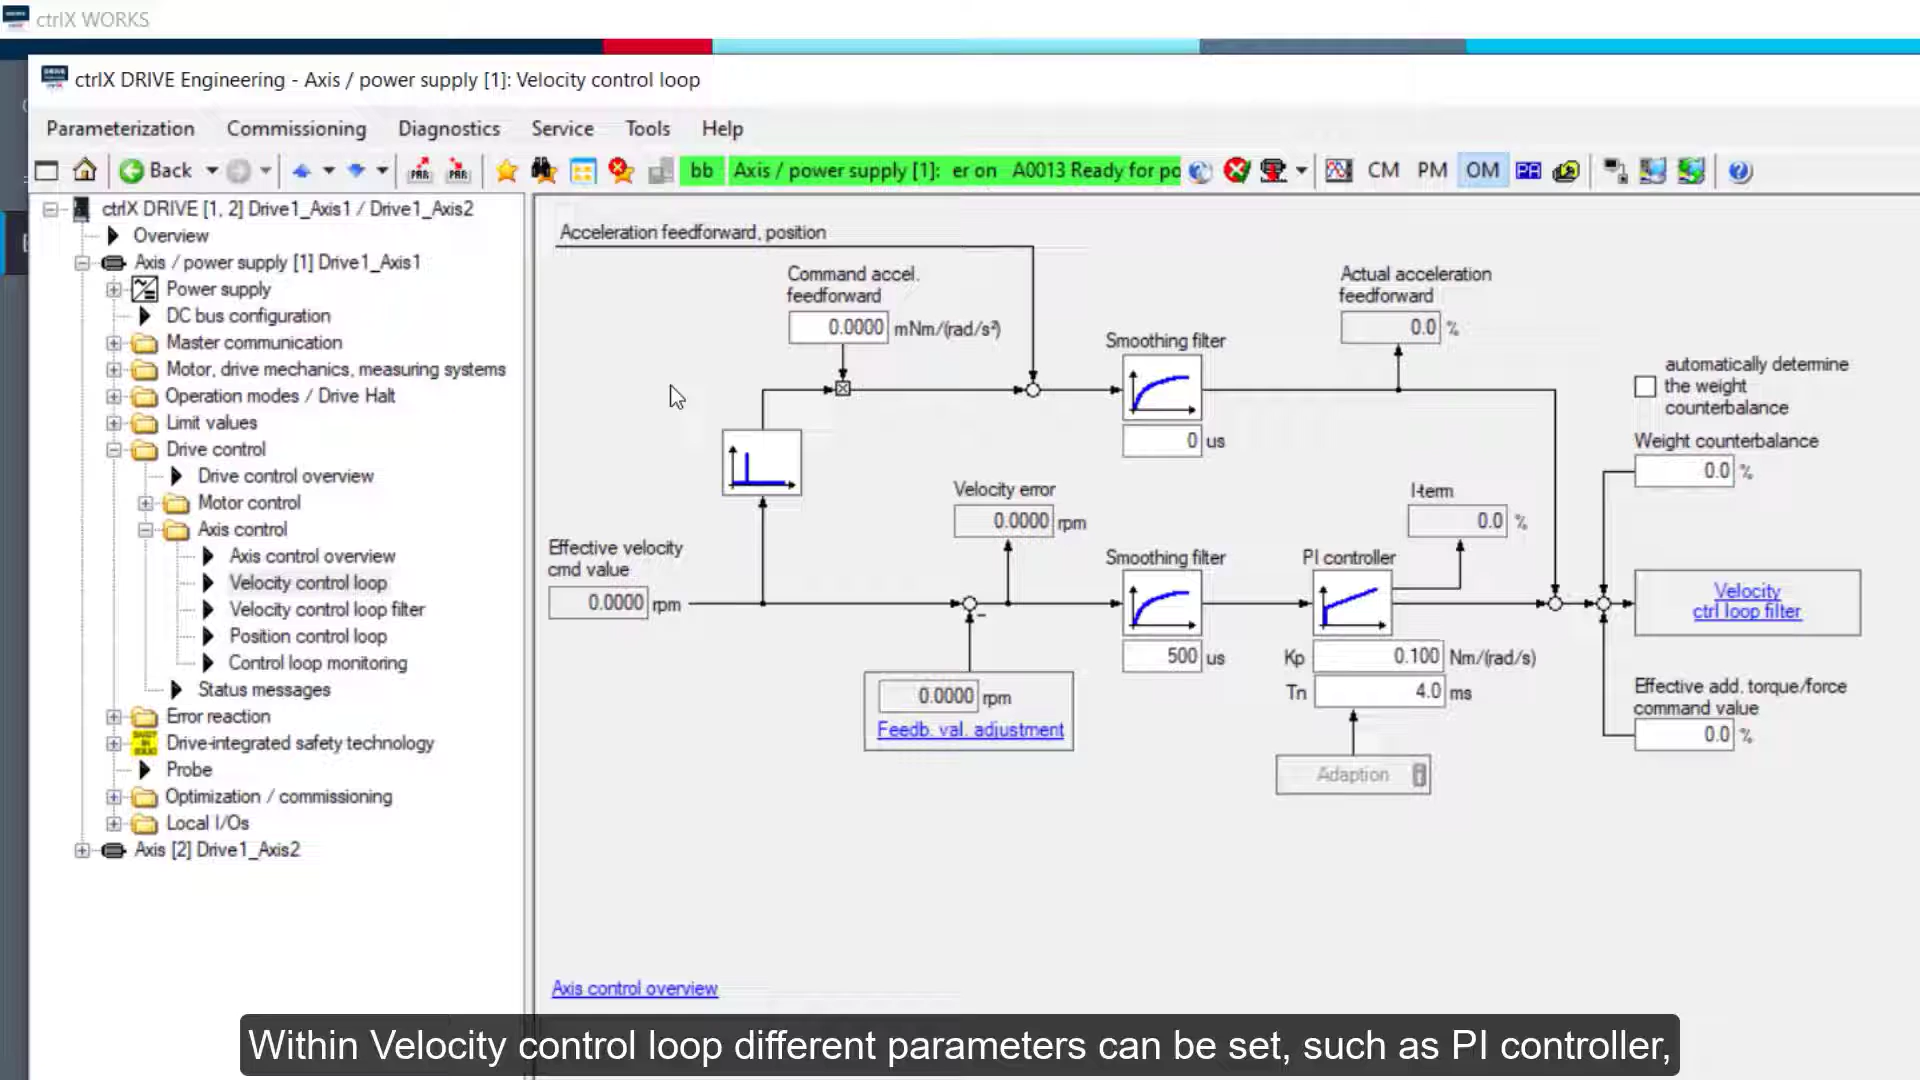 ctrlX WORKS
ctrlX DRIVE Engineering - Axis / power supply [1]: Velocity control loop
Parameterization Commissioning Diagnostics Service Tools Help
Back bb Axis / power supply [1]: er on A0013 Ready for po CM PM OM
ctrlX DRIVE [1, 2] Drive1_Axis1 / Drive1_Axis2
Overview
Axis / power supply [1] Drive1_Axis1
Power supply
DC bus configuration
Master communication
Motor, drive mechanics, measuring systems
Operation modes / Drive Halt
Limit values
Drive control
Drive control overview
Motor control
Axis control
Axis control overview
Velocity control loop
Velocity control loop filter
Position control loop
Control loop monitoring
Status messages
Error reaction
Drive-integrated safety technology
Probe
Optimization / commissioning
Local I/Os
Axis [2] Drive1_Axis2
Acceleration feedforward, position
Command accel.
feedforward
0.0000 mNm/(rad/s²)
Smoothing filter
0 us
Actual acceleration
feedforward
0.0 %
automatically determine
the weight
counterbalance
Weight counterbalance
0.0 %
Velocity error
0.0000 rpm
I-term
0.0 %
Effective velocity
cmd value
0.0000 rpm
Smoothing filter
500 us
PI controller
Kp 0.100 Nm/(rad/s)
Tn 4.0 ms
Adaption
Velocity
ctrl loop filter
0.0000 rpm
Feedb. val. adjustment
Effective add. torque/force
command value
0.0 %
Axis control overview
Within Velocity control loop different parameters can be set, such as PI controller,